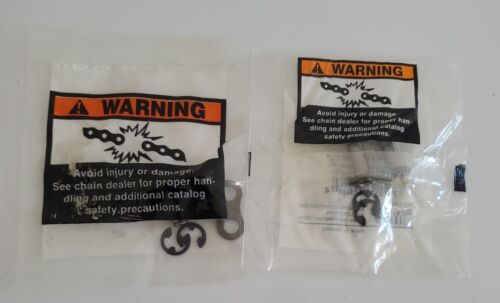 WARNING
Avoid injury or damage.
See chain dealer for proper han-
dling and additional catalog
safety precautions.
WARNING
Avoid injury or damage.
See chain dealer for proper han-
dling and additional catalog
safety precautions.
CORPORATION